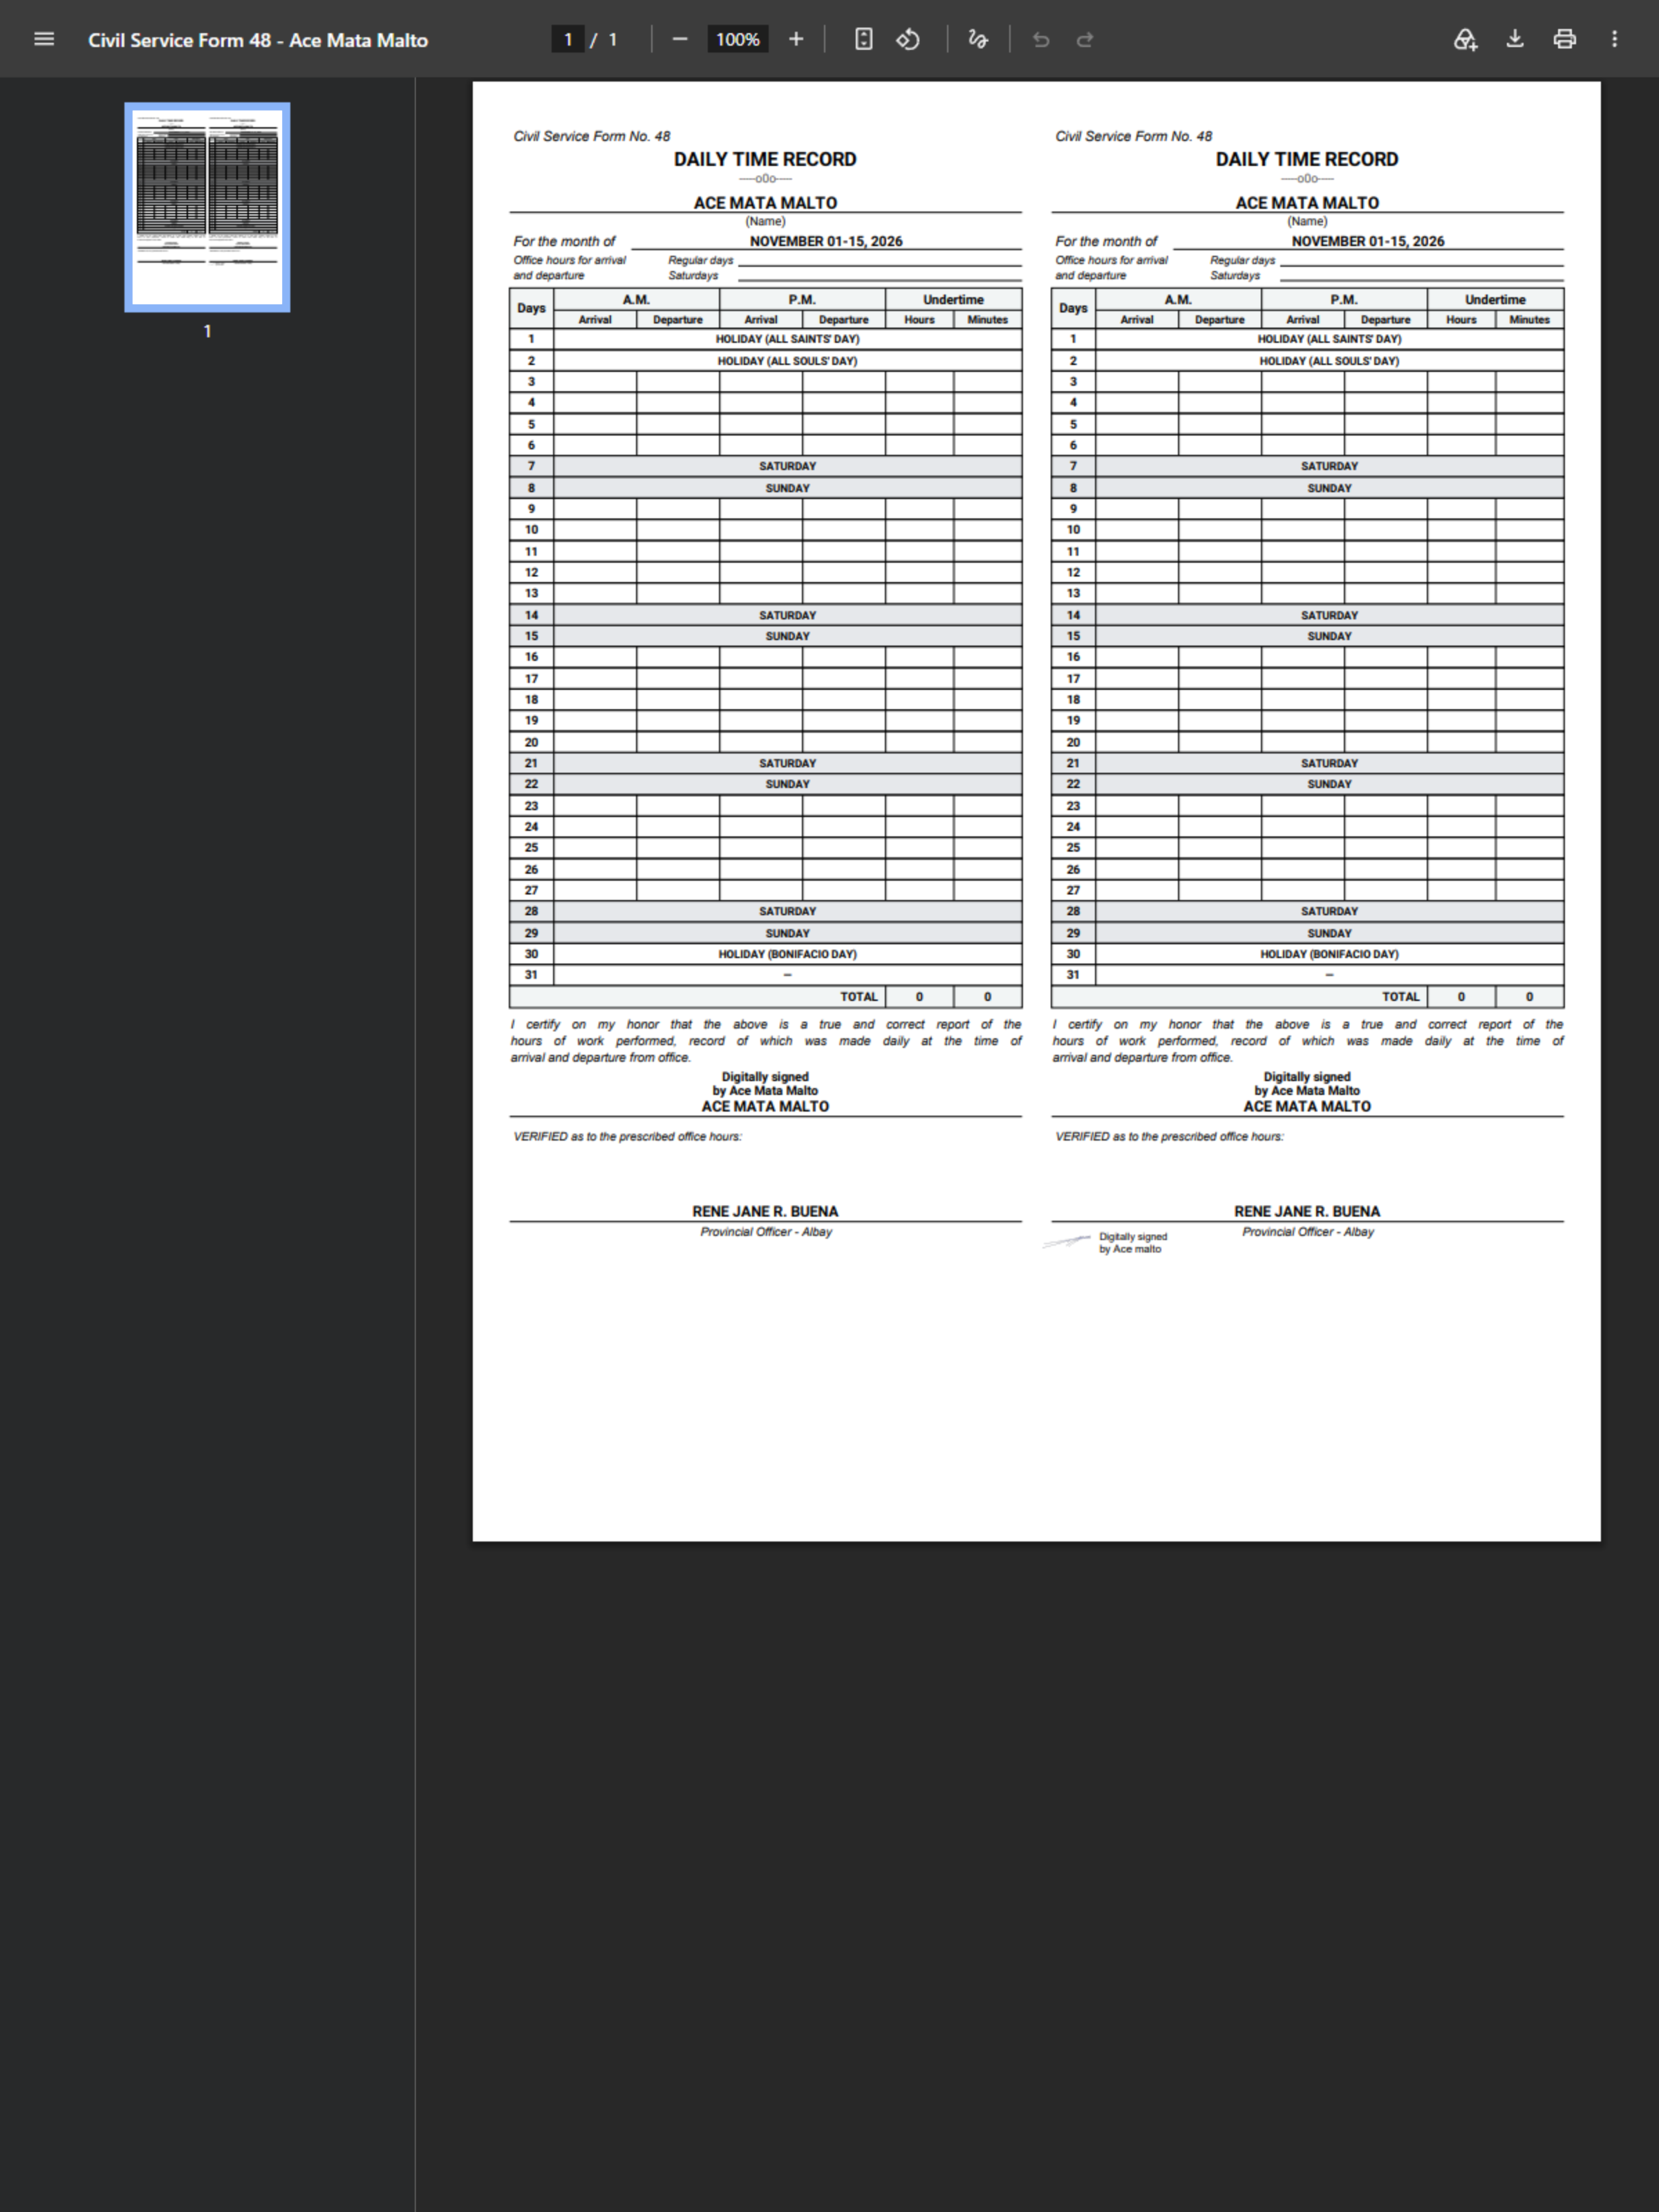 Civil Service Form 48 - Ace Mata Malto
1 / 1
100%
1
Civil Service Form No. 48
DAILY TIME RECORD
-----o0o-----
ACE MATA MALTO
(Name)
For the month of NOVEMBER 01-15, 2026
Office hours for arrival Regular days
and departure Saturdays
Days A.M. P.M. Undertime
Arrival Departure Arrival Departure Hours Minutes
1 HOLIDAY (ALL SAINTS' DAY)
2 HOLIDAY (ALL SOULS' DAY)
3
4
5
6
7 SATURDAY
8 SUNDAY
9
10
11
12
13
14 SATURDAY
15 SUNDAY
16
17
18
19
20
21 SATURDAY
22 SUNDAY
23
24
25
26
27
28 SATURDAY
29 SUNDAY
30 HOLIDAY (BONIFACIO DAY)
31 –
TOTAL 0 0
I certify on my honor that the above is a true and correct report of the
hours of work performed, record of which was made daily at the time of
arrival and departure from office.
Digitally signed
by Ace Mata Malto
ACE MATA MALTO
VERIFIED as to the prescribed office hours:
RENE JANE R. BUENA
Provincial Officer - Albay
Civil Service Form No. 48
DAILY TIME RECORD
-----o0o-----
ACE MATA MALTO
(Name)
For the month of NOVEMBER 01-15, 2026
Office hours for arrival Regular days
and departure Saturdays
Days A.M. P.M. Undertime
Arrival Departure Arrival Departure Hours Minutes
1 HOLIDAY (ALL SAINTS' DAY)
2 HOLIDAY (ALL SOULS' DAY)
3
4
5
6
7 SATURDAY
8 SUNDAY
9
10
11
12
13
14 SATURDAY
15 SUNDAY
16
17
18
19
20
21 SATURDAY
22 SUNDAY
23
24
25
26
27
28 SATURDAY
29 SUNDAY
30 HOLIDAY (BONIFACIO DAY)
31 –
TOTAL 0 0
I certify on my honor that the above is a true and correct report of the
hours of work performed, record of which was made daily at the time of
arrival and departure from office.
Digitally signed
by Ace Mata Malto
ACE MATA MALTO
VERIFIED as to the prescribed office hours:
RENE JANE R. BUENA
Provincial Officer - Albay
Digitally signed
by Ace malto